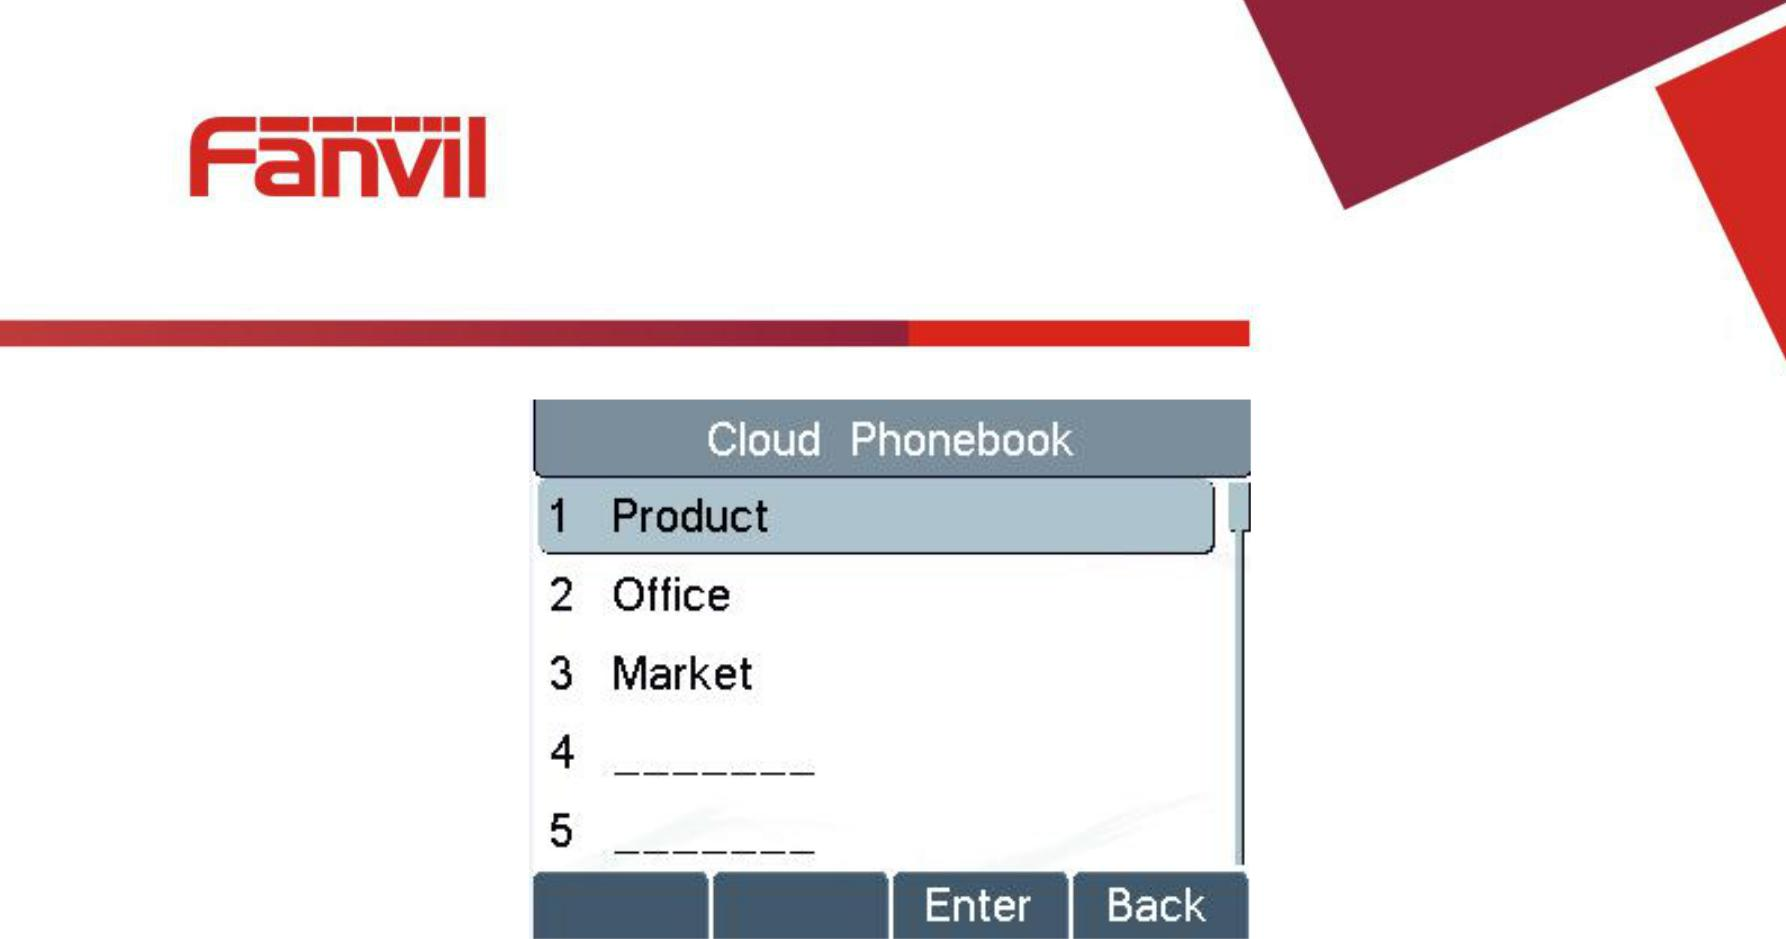 Fanvil
Cloud Phonebook
1 Product
2 Office
3 Market
4 _______
5 _______
Enter Back